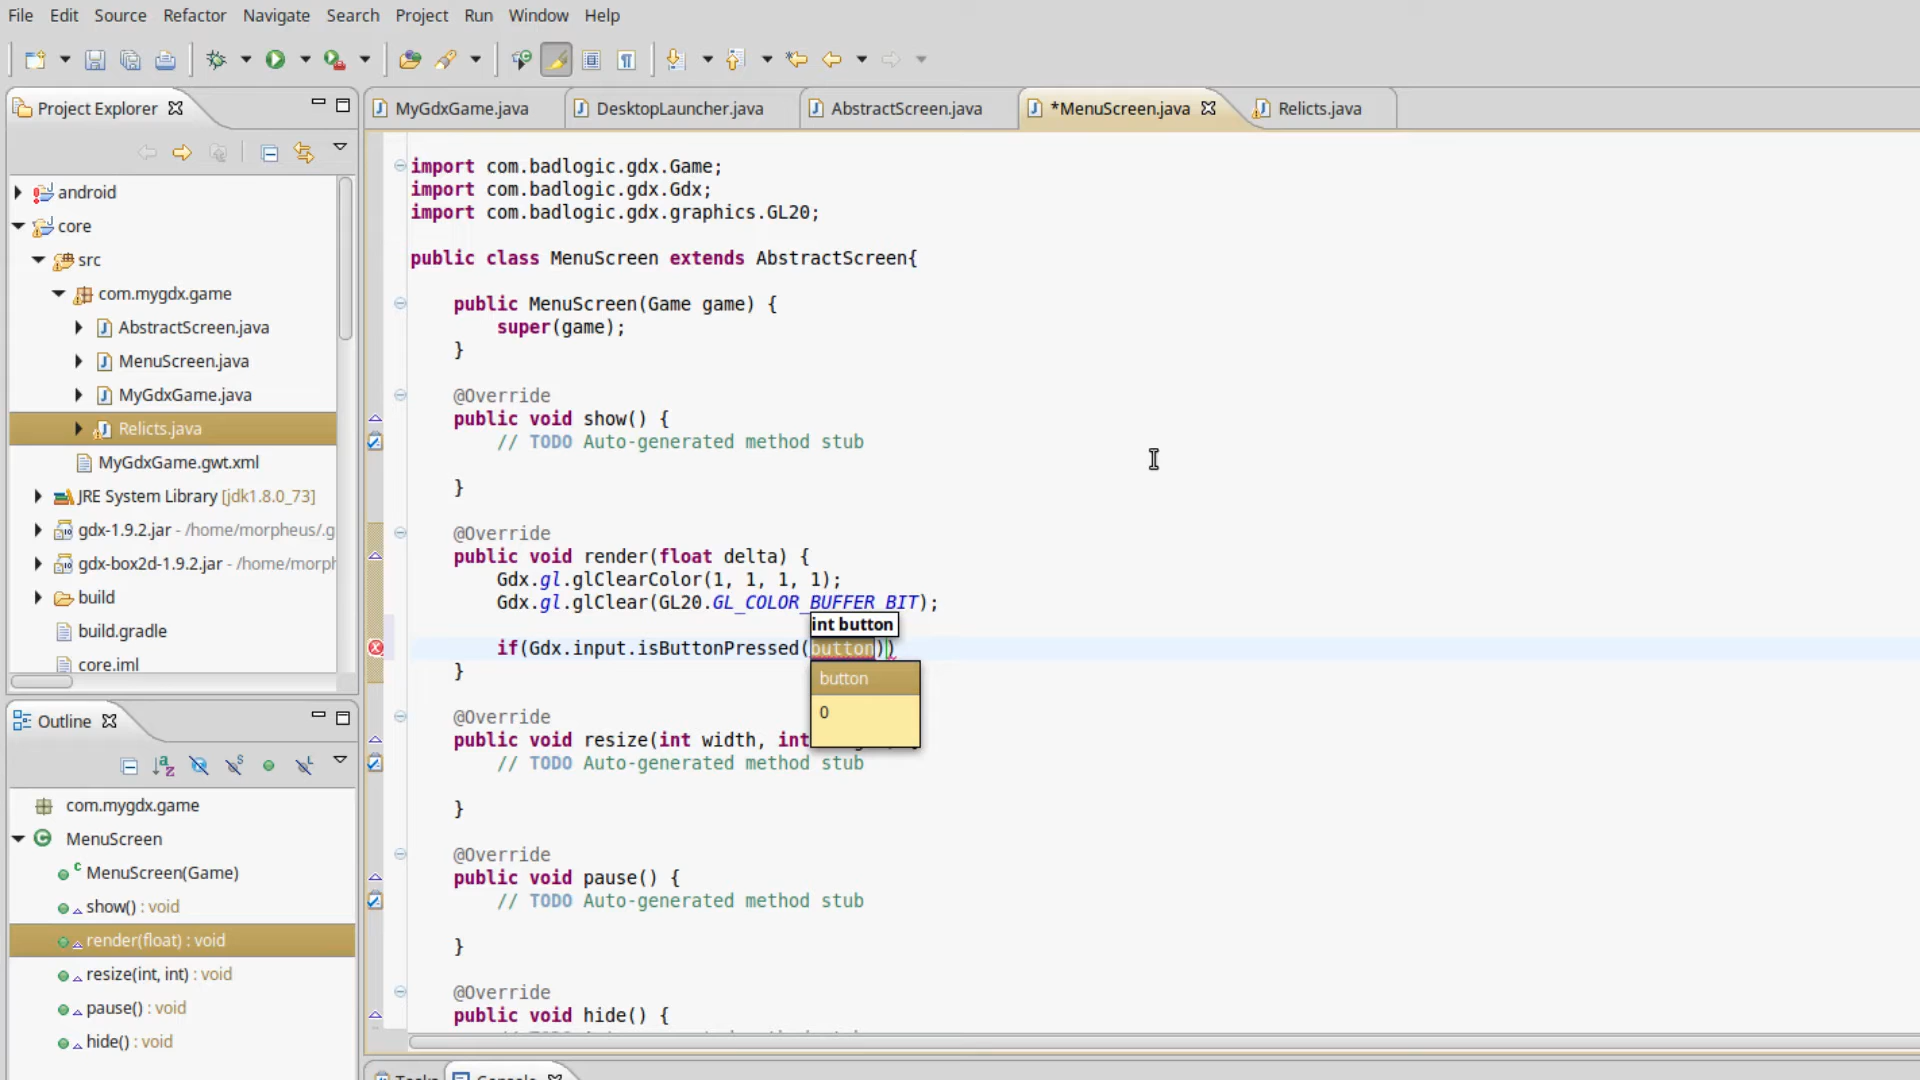 File Edit Source Refactor Navigate Search Project Run Window Help
Project Explorer
android
core
src
com.mygdx.game
AbstractScreen.java
MenuScreen.java
MyGdxGame.java
Relicts.java
MyGdxGame.gwt.xml
JRE System Library [jdk1.8.0_73]
gdx-1.9.2.jar - /home/morpheus/.g
gdx-box2d-1.9.2.jar - /home/morph
build
build.gradle
core.iml
Outline
com.mygdx.game
MenuScreen
MenuScreen(Game)
show() : void
render(float) : void
resize(int, int) : void
pause() : void
hide() : void
MyGdxGame.java DesktopLauncher.java AbstractScreen.java *MenuScreen.java Relicts.java
import com.badlogic.gdx.Game;
import com.badlogic.gdx.Gdx;
import com.badlogic.gdx.graphics.GL20;
public class MenuScreen extends AbstractScreen{
public MenuScreen(Game game) {
super(game);
}
@Override
public void show() {
// TODO Auto-generated method stub
}
@Override
public void render(float delta) {
Gdx.gl.glClearColor(1, 1, 1, 1);
Gdx.gl.glClear(GL20.GL_COLOR_BUFFER_BIT);
int button
if(Gdx.input.isButtonPressed(button))
}
button
0
@Override
public void resize(int width, int
// TODO Auto-generated method stub
}
@Override
public void pause() {
// TODO Auto-generated method stub
}
@Override
public void hide() {
Tasks Console